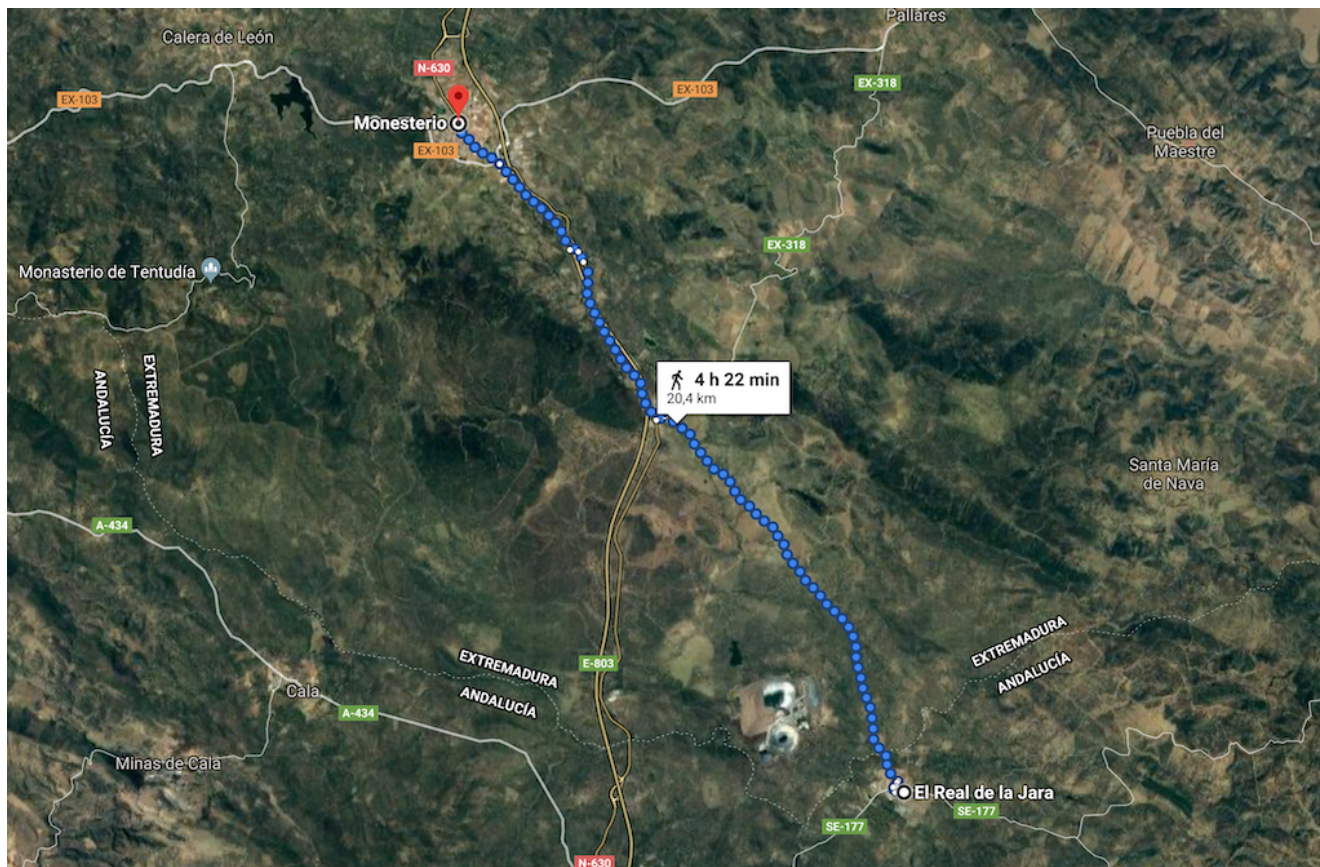 Pallares
Calera de León
N-630
EX-318
EX-103
EX-103
Monesterio
Puebla del
Maestre
EX-103
EX-318
Monasterio de Tentudía
EXTREMADURA
ANDALUCÍA
4 h 22 min
20,4 km
Santa María
de Nava
A-434
EXTREMADURA
ANDALUCÍA
EXTREMADURA
ANDALUCÍA
E-803
Cala
A-434
Minas de Cala
El Real de la Jara
SE-177
SE-177
N-630